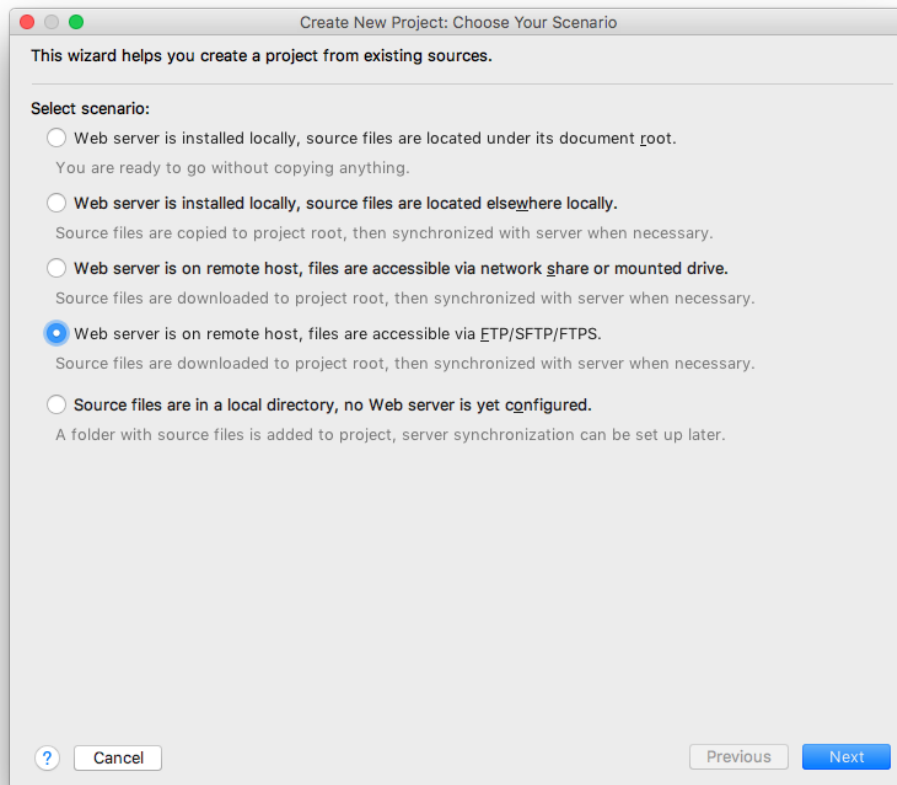 Create New Project: Choose Your Scenario
This wizard helps you create a project from existing sources.
Select scenario:
Web server is installed locally, source files are located under its document root.
You are ready to go without copying anything.
Web server is installed locally, source files are located elsewhere locally.
Source files are copied to project root, then synchronized with server when necessary.
Web server is on remote host, files are accessible via network share or mounted drive.
Source files are downloaded to project root, then synchronized with server when necessary.
Web server is on remote host, files are accessible via FTP/SFTP/FTPS.
Source files are downloaded to project root, then synchronized with server when necessary.
Source files are in a local directory, no Web server is yet configured.
A folder with source files is added to project, server synchronization can be set up later.
? Cancel Previous Next